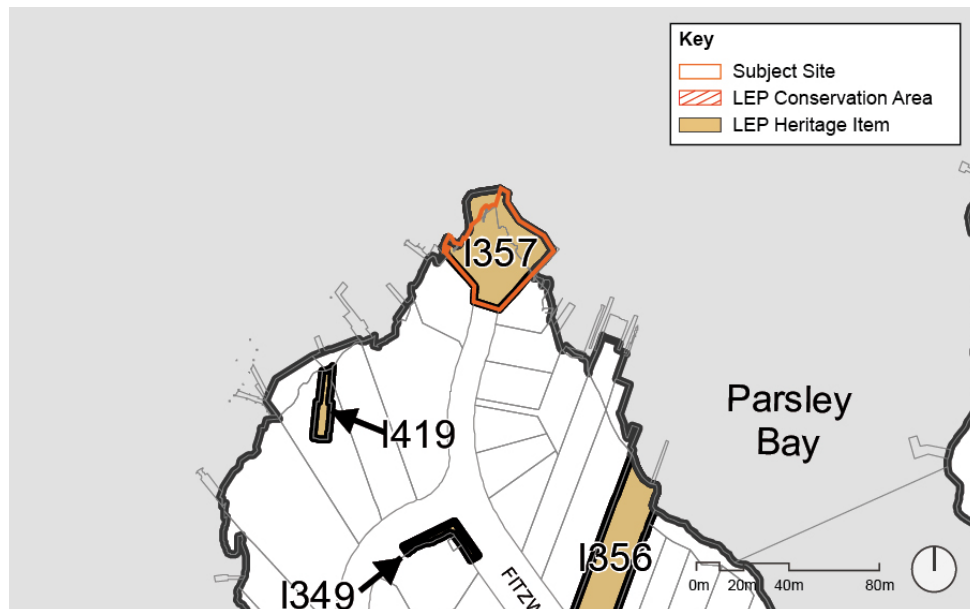 Key
Subject Site
LEP Conservation Area
LEP Heritage Item
I357
Parsley
Bay
I419
I356
I349
FITZW
0m 20m 40m 80m